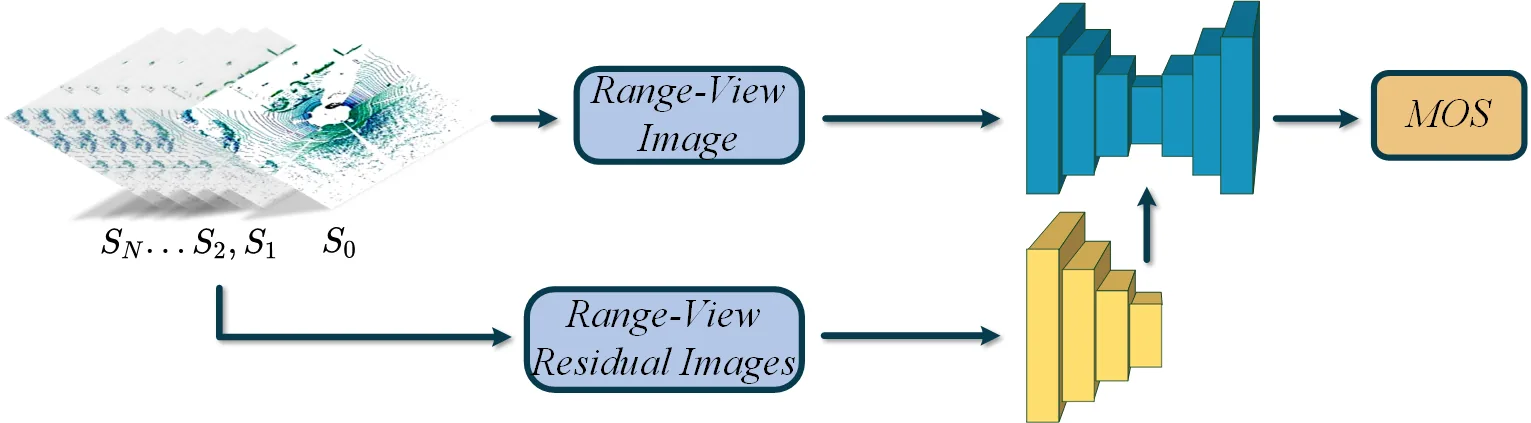 Range-View
Image
MOS
S_N...S_2,S_1 S_0
Range-View
Residual Images